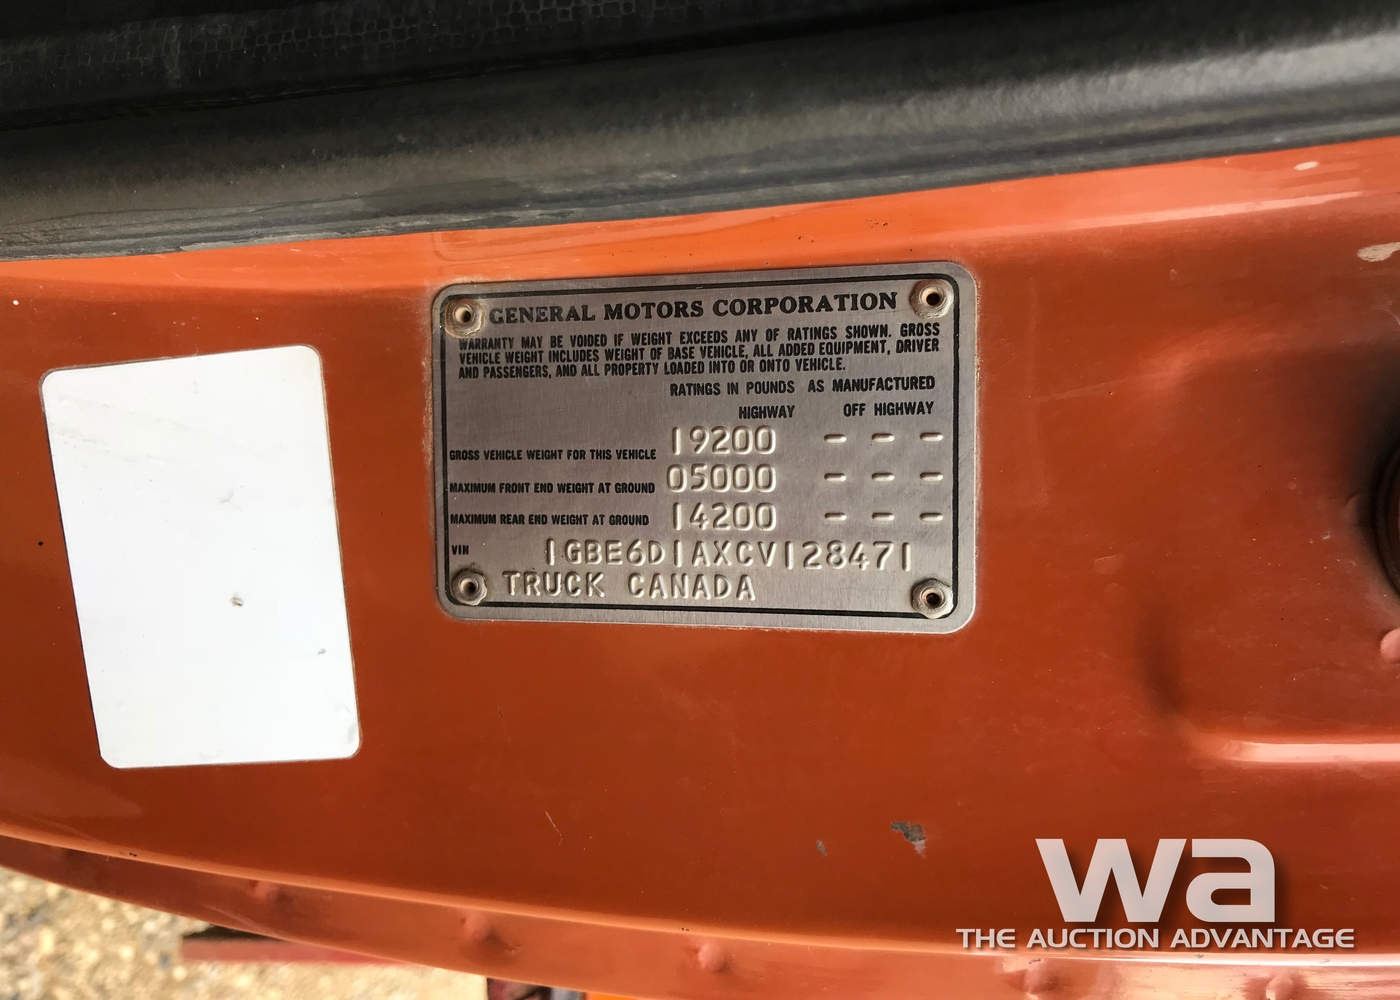 GENERAL MOTORS CORPORATION
WARRANTY MAY BE VOIDED IF WEIGHT EXCEEDS ANY OF RATINGS SHOWN. GROSS
VEHICLE WEIGHT INCLUDES WEIGHT OF BASE VEHICLE, ALL ADDED EQUIPMENT, DRIVER
AND PASSENGERS, AND ALL PROPERTY LOADED INTO OR ONTO VEHICLE.
RATINGS IN POUNDS AS MANUFACTURED
HIGHWAY OFF HIGHWAY
GROSS VEHICLE WEIGHT FOR THIS VEHICLE 19200 - - -
MAXIMUM FRONT END WEIGHT AT GROUND 05000 - - -
MAXIMUM REAR END WEIGHT AT GROUND 14200 - - -
VIN 1GBE6D1AXCV128471
TRUCK CANADA
wa
THE AUCTION ADVANTAGE